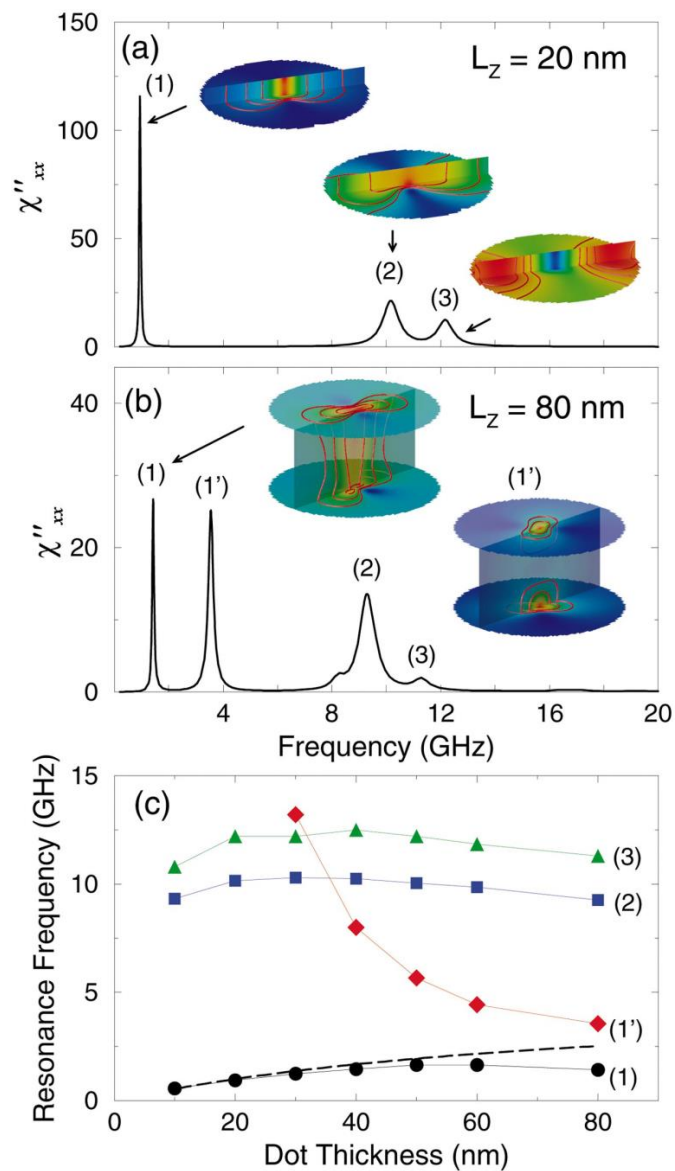 150
(a)
L_Z = 20 nm
(1)
100
χ''_xx
50
(2)
(3)
0
(b)
L_Z = 80 nm
40
(1)
(1')
(1')
χ''_xx
20
(2)
(3)
0
4 8 12 16 20
Frequency (GHz)
15
(c)
(3)
Resonance Frequency (GHz)
10
(2)
5
(1')
(1)
0
0 20 40 60 80
Dot Thickness (nm)